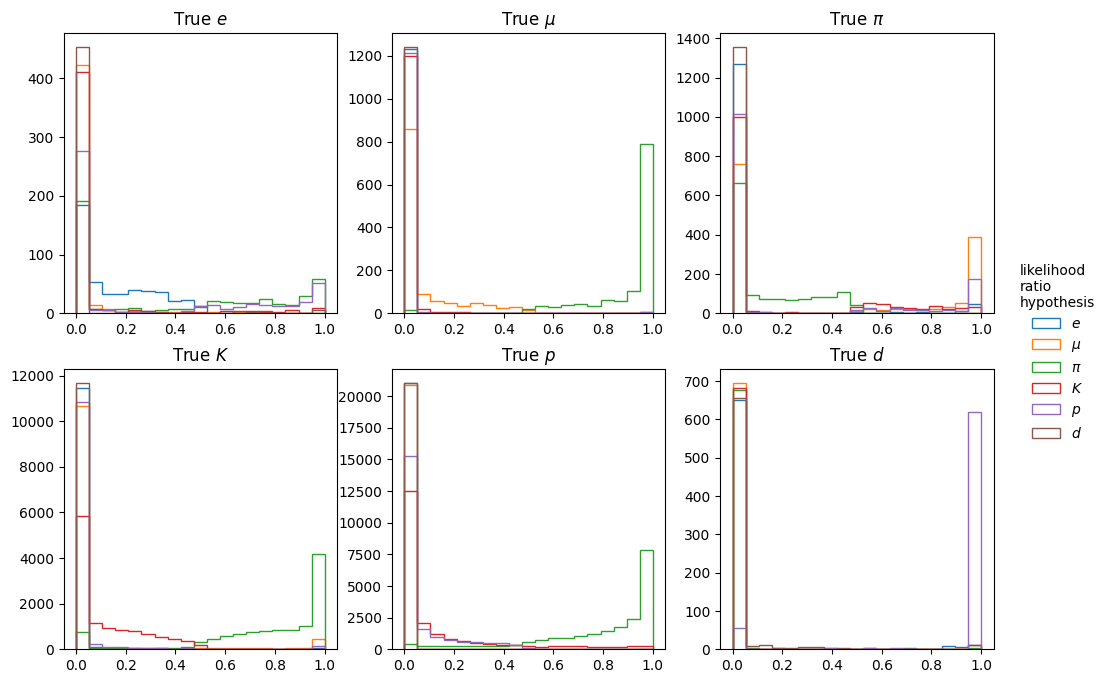 True e
True μ
True π
400
300
200
100
0
0.0 0.2 0.4 0.6 0.8 1.0
1200
1000
800
600
400
200
0
0.0 0.2 0.4 0.6 0.8 1.0
1400
1200
1000
800
600
400
200
0
0.0 0.2 0.4 0.6 0.8 1.0
True K
True p
True d
12000
10000
8000
6000
4000
2000
0
0.0 0.2 0.4 0.6 0.8 1.0
20000
17500
15000
12500
10000
7500
5000
2500
0
0.0 0.2 0.4 0.6 0.8 1.0
700
600
500
400
300
200
100
0
0.0 0.2 0.4 0.6 0.8 1.0
likelihood
ratio
hypothesis
e
μ
π
K
p
d